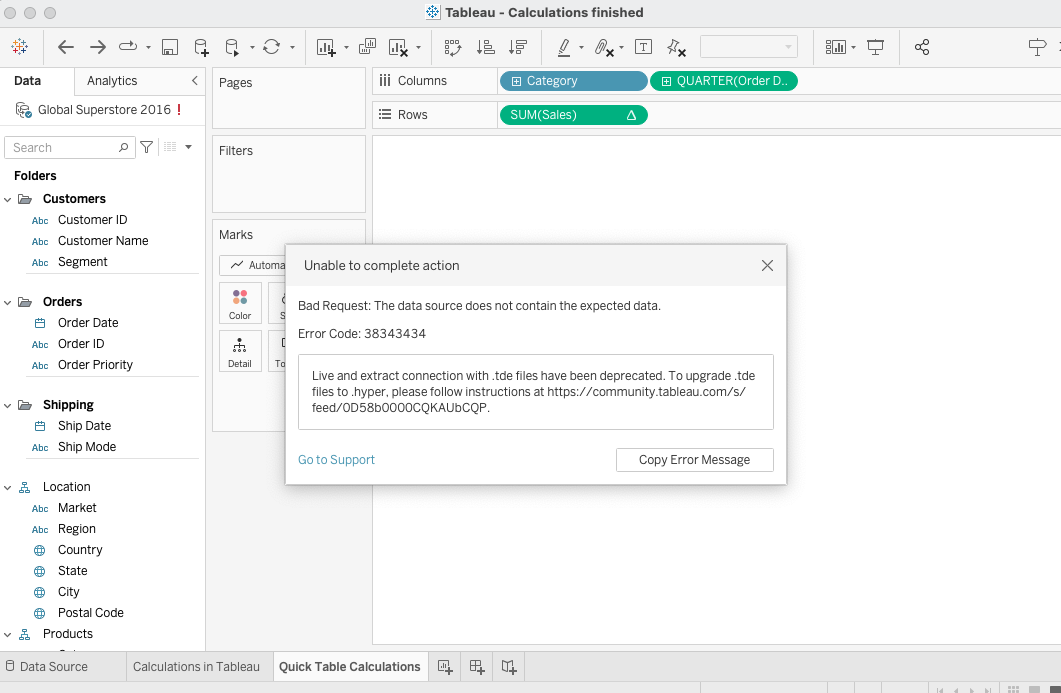 Tableau - Calculations finished
Data
Analytics
Pages
Columns
Category
QUARTER(Order D..
Global Superstore 2016 !
Rows
SUM(Sales)
Search
Filters
Folders
Customers
Abc Customer ID
Abc Customer Name
Abc Segment
Marks
Automa
Color
Detail
To
Orders
Order Date
Abc Order ID
Abc Order Priority
Shipping
Ship Date
Abc Ship Mode
Location
Abc Market
Abc Region
Country
State
City
Postal Code
Products
Unable to complete action
Bad Request: The data source does not contain the expected data.
Error Code: 38343434
Live and extract connection with .tde files have been deprecated. To upgrade .tde
files to .hyper, please follow instructions at https://community.tableau.com/s/
feed/0D58b0000CQKAUbCQP.
Go to Support
Copy Error Message
Data Source
Calculations in Tableau
Quick Table Calculations